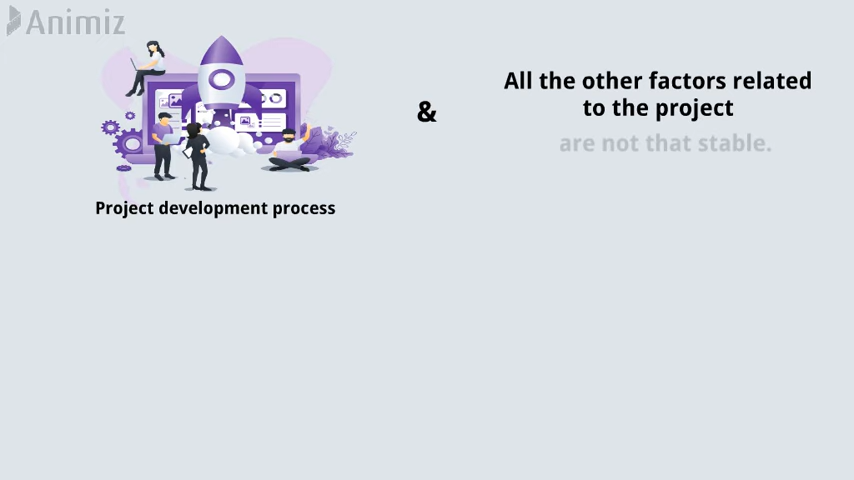 Animiz
Project development process
&
All the other factors related
to the project
are not that stable.